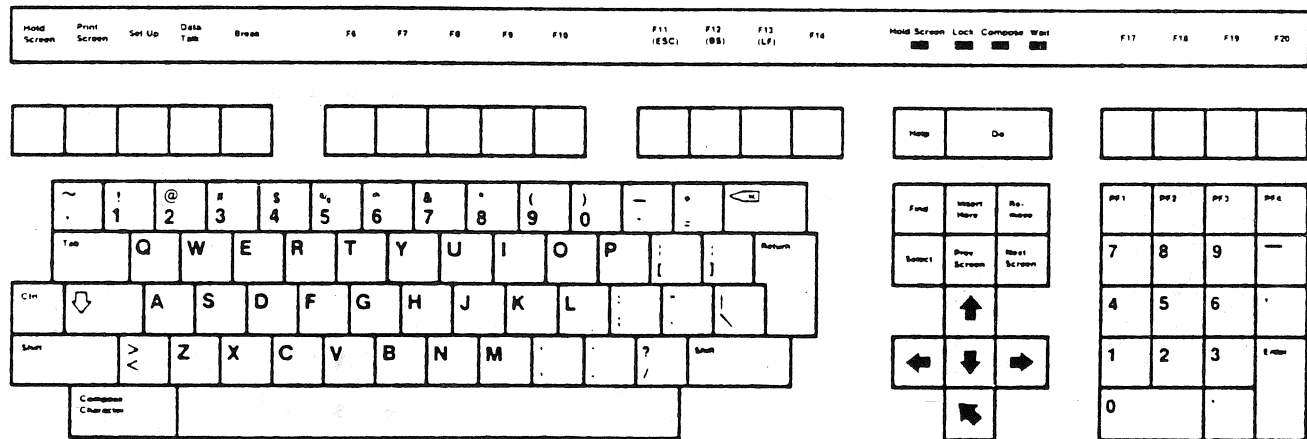 Hold Screen Print Screen Set Up Data Talk Break F6 F7 F8 F9 F10 F11 (ESC) F12 (BS) F13 (LF) F14 Hold Screen Lock Compose Wait F17 F18 F19 F20
Help Do
~ ! @ # $ % ^ & * ( ) —
1 2 3 4 5 6 7 8 9 0 - =
Find Insert Here Re-move PF1 PF2 PF3 PF4
Tab Q W E R T Y U I O P [ ] Return
Select Prev Screen Next Screen 7 8 9 —
Ctrl A S D F G H J K L : | \
4 5 6
Shift > < Z X C V B N M ? / Shift
1 2 3 Enter
Compose Character
0 .